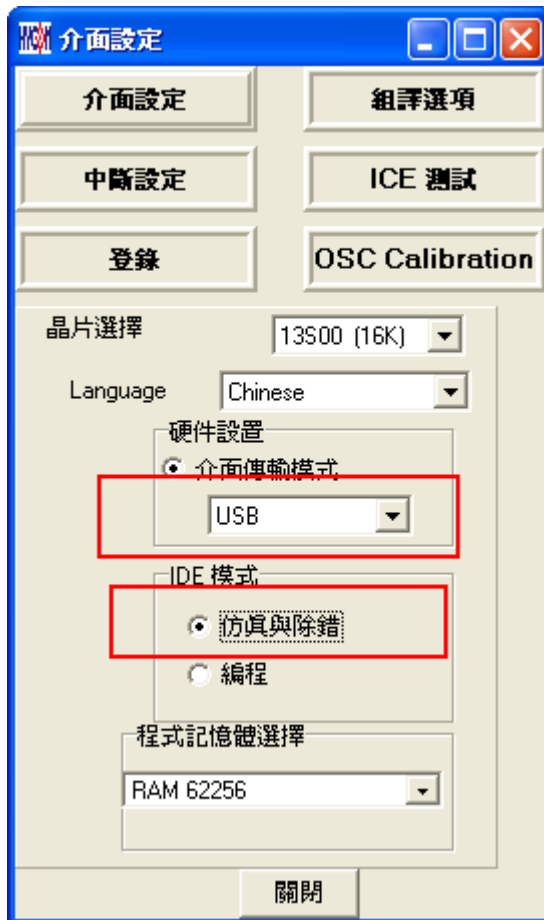 介面設定
介面設定 組譯選項
中斷設定 ICE 測試
登錄 OSC Calibration
晶片選擇 13S00 (16K)
Language Chinese
硬件設置
介面傳輸模式
USB
IDE 模式
仿真與除錯
編程
程式記憶體選擇
RAM 62256
關閉